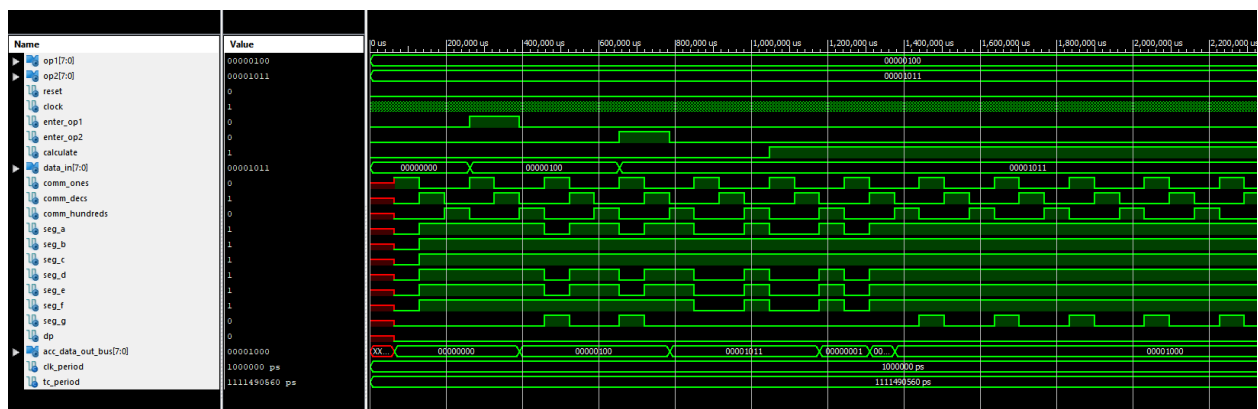 Name Value 0 us 200,000 us 400,000 us 600,000 us 800,000 us 1,000,000 us 1,200,000 us 1,400,000 us 1,600,000 us 1,800,000 us 2,000,000 us 2,200,000 us
op1[7:0] 00000100 00000100
op2[7:0] 00001011 00001011
reset 0
clock 1
enter_op1 0
enter_op2 0
calculate 1
data_in[7:0] 00001011 00000000 00000100 00001011
comm_ones 0
comm_decs 1
comm_hundreds 0
seg_a 1
seg_b 1
seg_c 1
seg_d 1
seg_e 1
seg_f 1
seg_g 0
dp 0
acc_data_out_bus[7:0] 00001000 XX... 00000000 00000100 00001011 00000001 00... 00001000
clk_period 1000000 ps 1000000 ps
tc_period 1111490560 ps 1111490560 ps